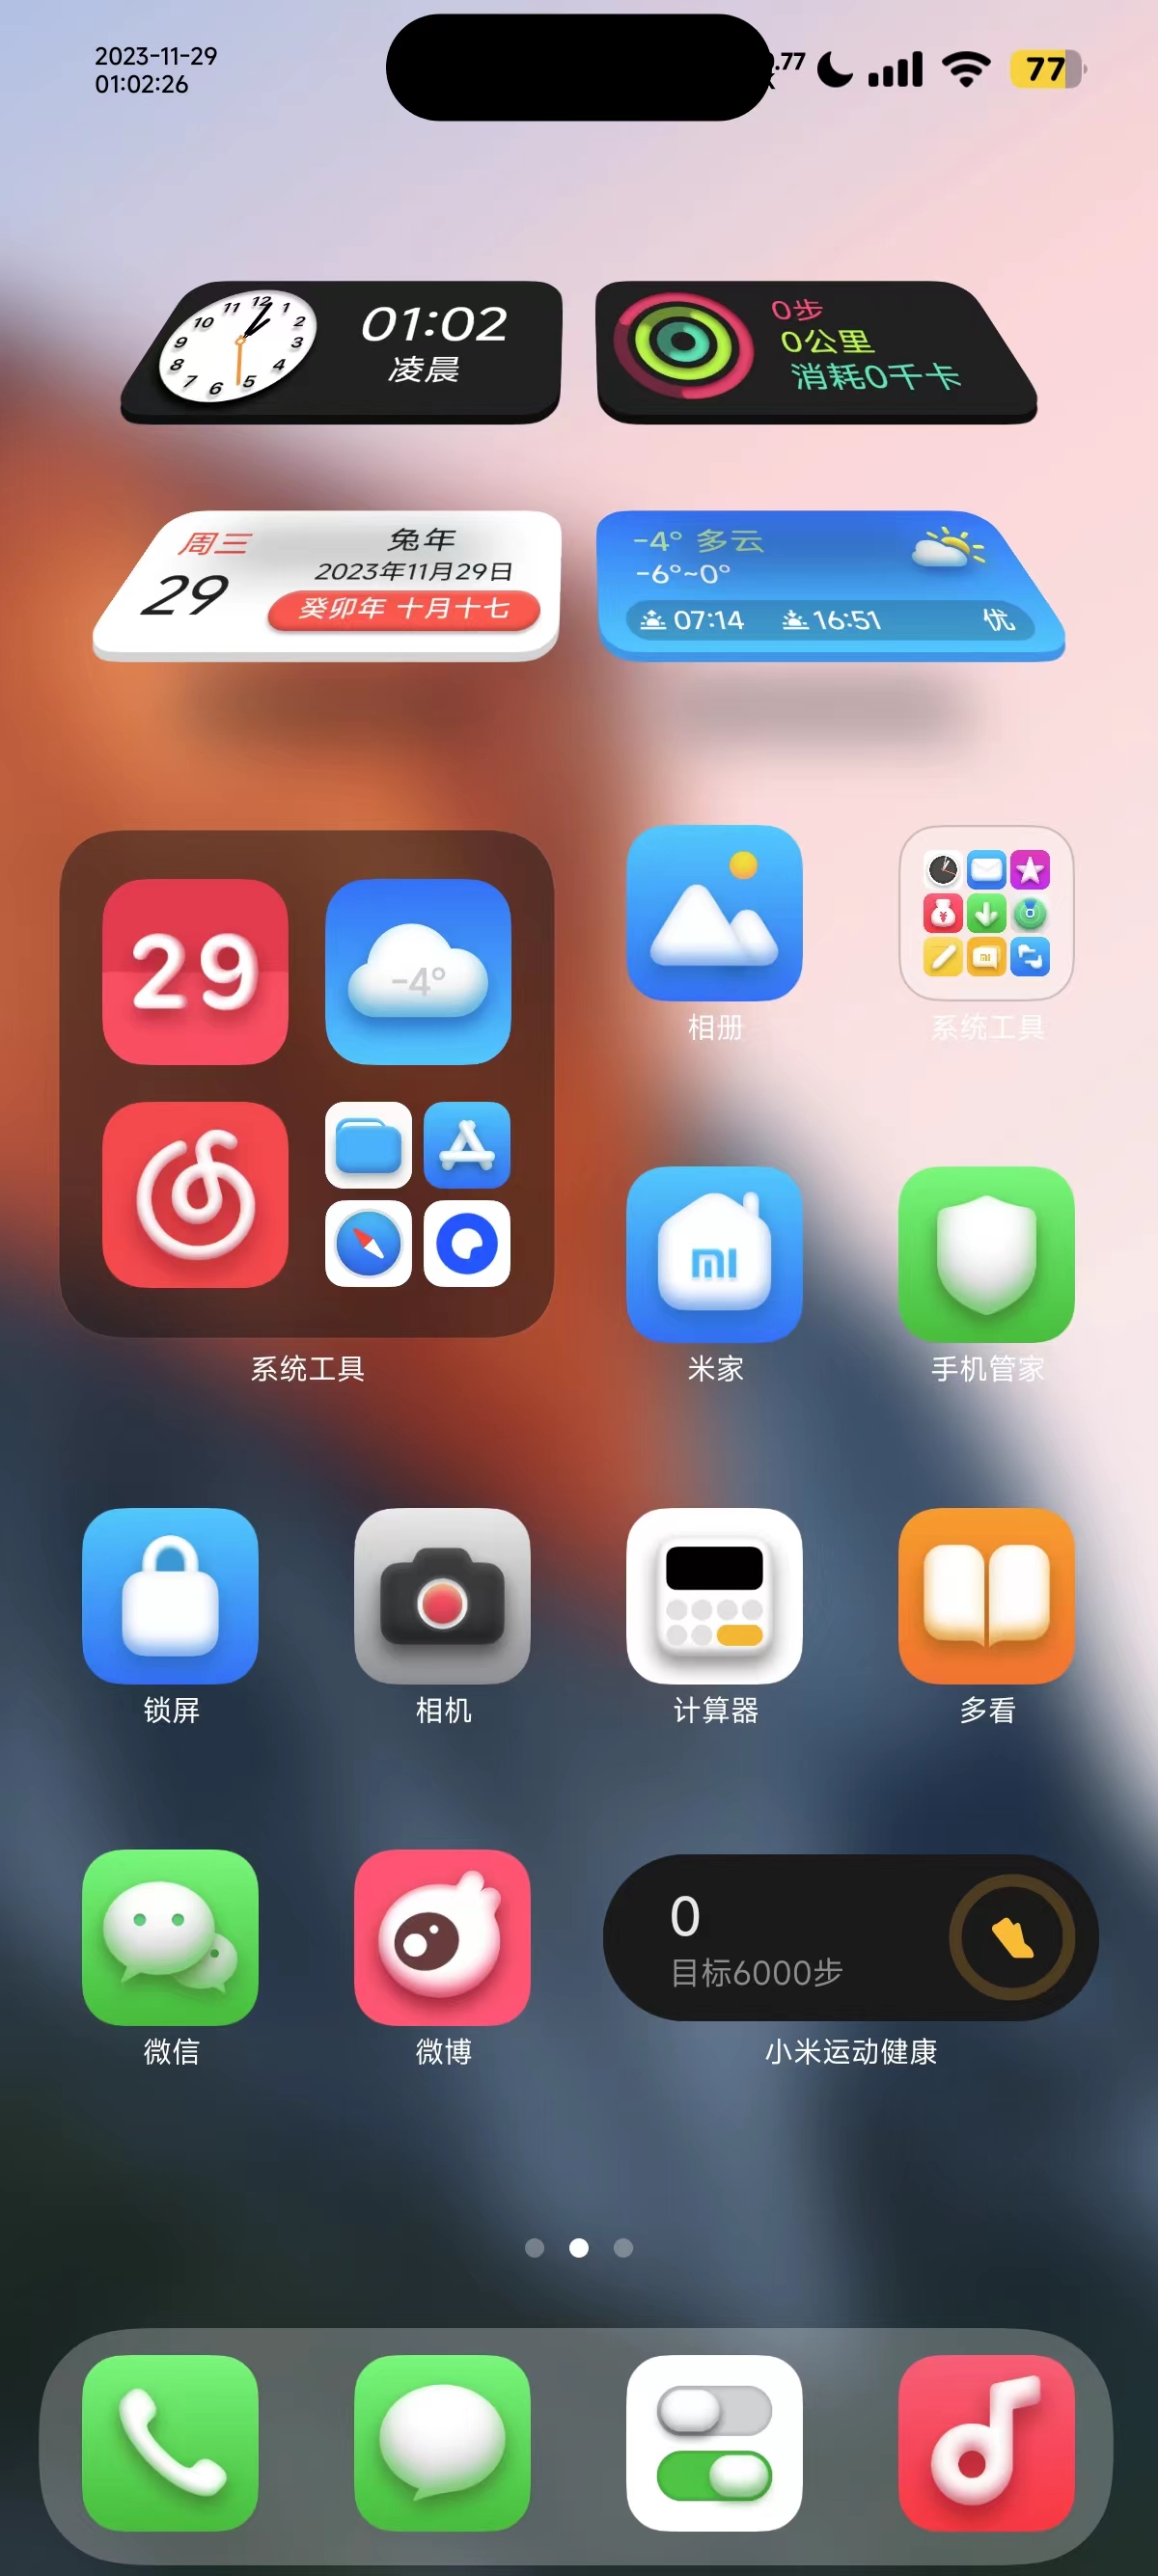 2023-11-29
01:02:26
.77
77
12
11
1
10
2
9
3
8
4
7
6
5
01:02
凌晨
0步
0公里
消耗0千卡
周三
29
兔年
2023年11月29日
癸卯年 十月十七
-4° 多云
-6°~0°
07:14 16:51 优
29
-4°
相册
系统工具
系统工具
mi
米家
手机管家
锁屏
相机
计算器
多看
微信
微博
0
目标6000步
小米运动健康